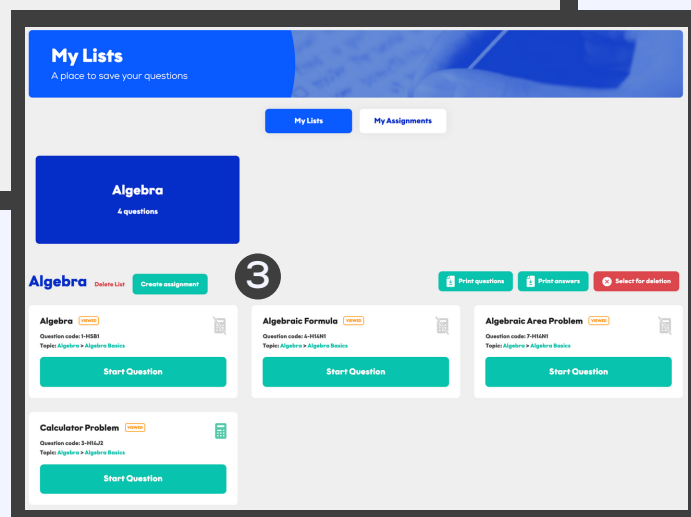 My Lists
A place to save your questions
My Lists
My Assignments
Algebra
4 questions
3
Algebra Delete List Create assignment
Print questions Print answers Select for deletion
Algebra VIEWED
Question code: 1-H5B1
Topic: Algebra > Algebra Basics
Start Question
Algebraic Formula VIEWED
Question code: 4-H14N1
Topic: Algebra > Algebra Basics
Start Question
Algebraic Area Problem VIEWED
Question code: 7-H14N1
Topic: Algebra > Algebra Basics
Start Question
Calculator Problem VIEWED
Question code: 3-H14J2
Topic: Algebra > Algebra Basics
Start Question